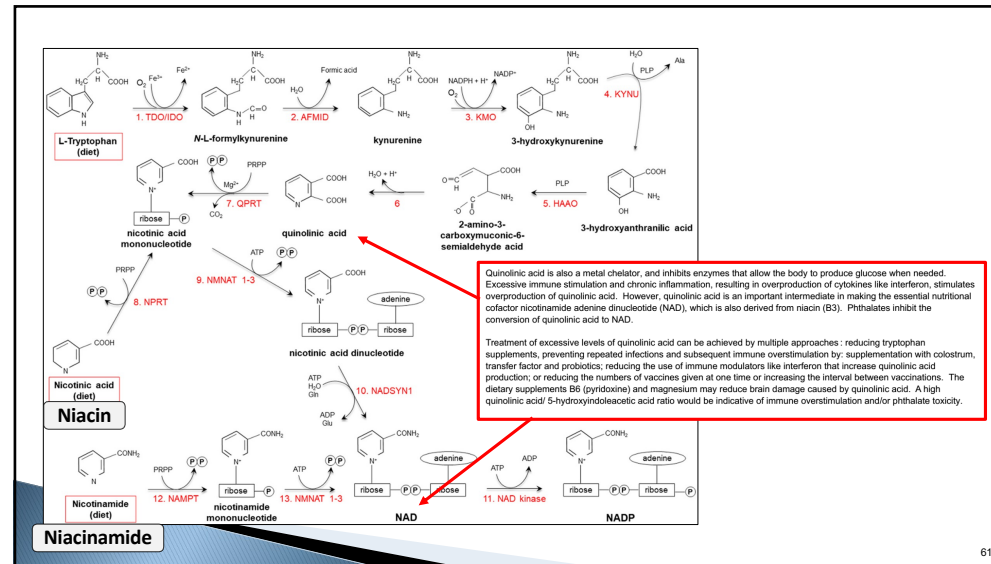 NH₂
H₂C
C
H
COOH
N
H
L-Tryptophan
(diet)
O₂
Fe³⁺
Fe²⁺
1. TDO/IDO
NH₂
H₂C
C
H
COOH
N
H
C=O
H
N-L-formylkynurenine
H₂O
Formic acid
2. AFMID
NH₂
H₂C
C
H
COOH
NH₂
kynurenine
NADPH + H⁺
NADP⁺
O₂
3. KMO
NH₂
H₂C
C
H
COOH
NH₂
OH
3-hydroxykynurenine
H₂O
PLP
Ala
4. KYNU
COOH
NH₂
OH
3-hydroxyanthranilic acid
PLP
5. HAAO
O
H
COOH
NH₂
⁻O
C
O
2-amino-3-
carboxymuconic-6-
semialdehyde acid
H₂O + H⁺
6
COOH
COOH
N
quinolinic acid
P P
PRPP
Mg²⁺
CO₂
7. QPRT
COOH
N⁺
ribose
P
nicotinic acid
mononucleotide
PRPP
P P
8. NPRT
COOH
N
Nicotinic acid
(diet)
Niacin
ATP
P P
9. NMNAT 1-3
COOH
N⁺
adenine
ribose
P P
ribose
nicotinic acid dinucleotide
ATP
H₂O
Gln
ADP
Glu
10. NADSYN1
Quinolinic acid is also a metal chelator, and inhibits enzymes that allow the body to produce glucose when needed.
Excessive immune stimulation and chronic inflammation, resulting in overproduction of cytokines like interferon, stimulates
overproduction of quinolinic acid. However, quinolinic acid is an important intermediate in making the essential nutritional
cofactor nicotinamide adenine dinucleotide (NAD), which is also derived from niacin (B3). Phthalates inhibit the
conversion of quinolinic acid to NAD.
Treatment of excessive levels of quinolinic acid can be achieved by multiple approaches: reducing tryptophan
supplements, preventing repeated infections and subsequent immune overstimulation by: supplementation with colostrum,
transfer factor and probiotics; reducing the use of immune modulators like interferon that increase quinolinic acid
production; or reducing the numbers of vaccines given at one time or increasing the interval between vaccinations. The
dietary supplements B6 (pyridoxine) and magnesium may reduce brain damage caused by quinolinic acid. A high
quinolinic acid/ 5-hydroxyindoleacetic acid ratio would be indicative of immune overstimulation and/or phthalate toxicity.
CONH₂
N
Nicotinamide
(diet)
Niacinamide
PRPP
P P
12. NAMPT
CONH₂
N⁺
ribose
P
nicotinamide
mononucleotide
ATP
P P
13. NMNAT 1-3
CONH₂
N⁺
adenine
ribose
P P
ribose
NAD
ATP
ADP
11. NAD kinase
CONH₂
N⁺
adenine
ribose
P P
ribose
P
NADP
61